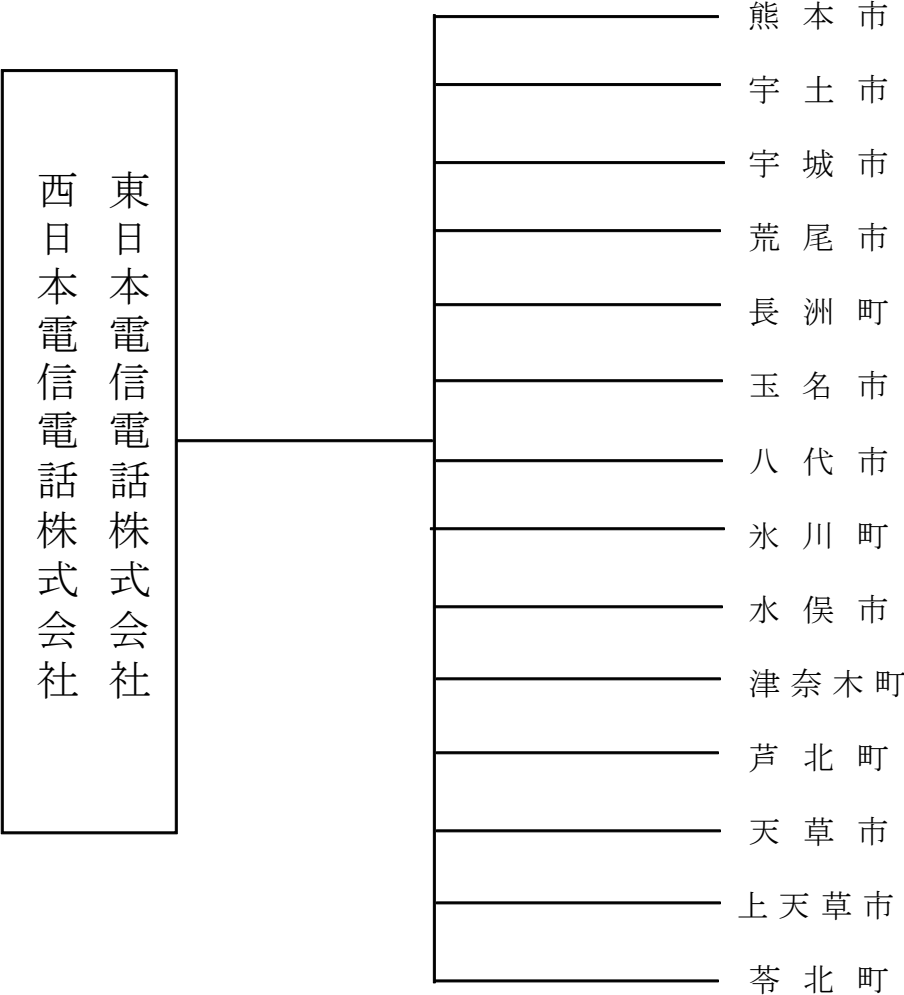 東日本電信電話株式会社
西日本電信電話株式会社
熊本市
宇土市
宇城市
荒尾市
長洲町
玉名市
八代市
氷川町
水俣市
津奈木町
芦北町
天草市
上天草市
苓北町